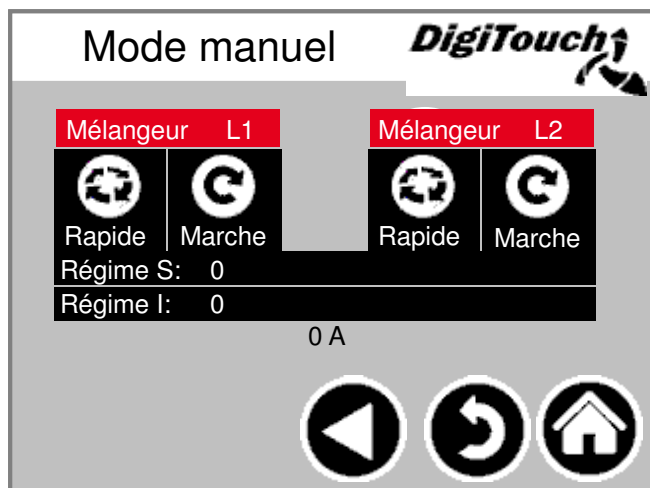 Mode manuel DigiTouch
Mélangeur L1 Mélangeur L2
Rapide Marche Rapide Marche
Régime S: 0
Régime I: 0
0 A